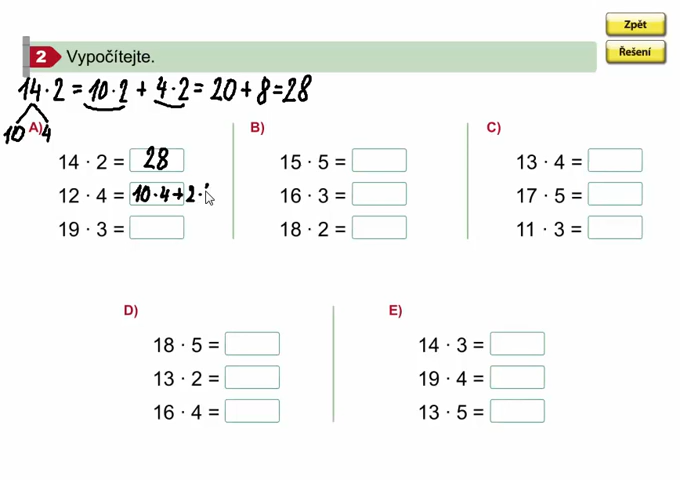 Zpět
2 Vypočítejte.
Řešení
14 · 2 = 10 · 2 + 4 · 2 = 20 + 8 = 28
10 4
A)
14 · 2 = 28
12 · 4 = 10 · 4 + 2 ·
19 · 3 =
B)
15 · 5 =
16 · 3 =
18 · 2 =
C)
13 · 4 =
17 · 5 =
11 · 3 =
D)
18 · 5 =
13 · 2 =
16 · 4 =
E)
14 · 3 =
19 · 4 =
13 · 5 =